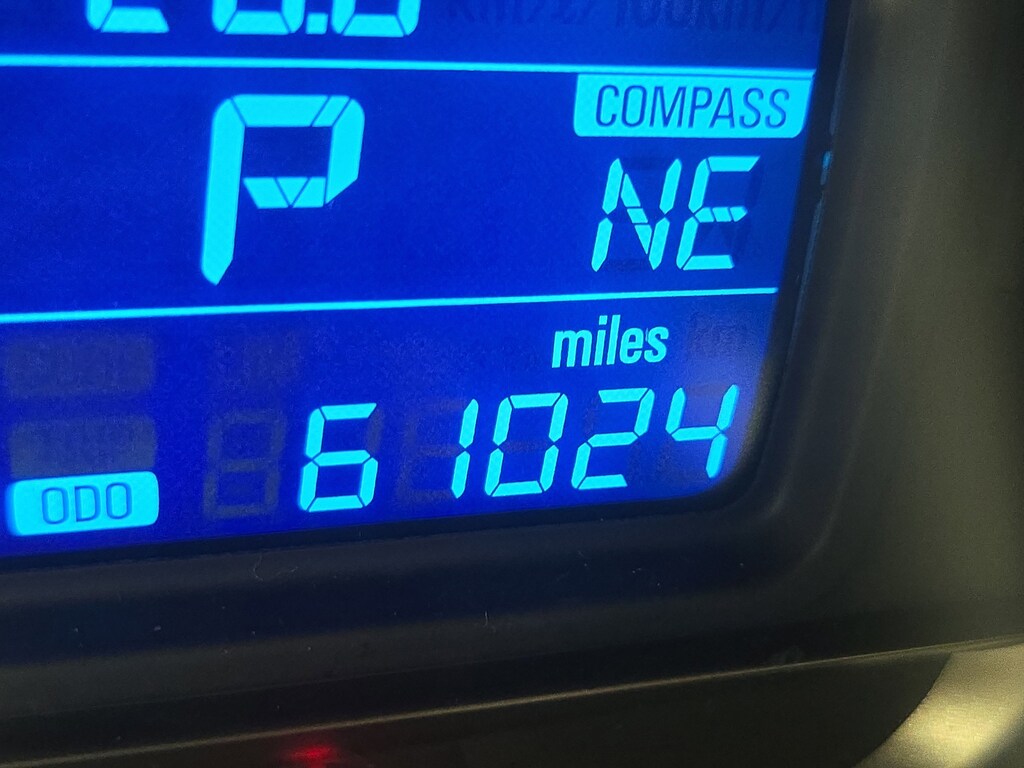 P
COMPASS
NE
miles
ODO 61024